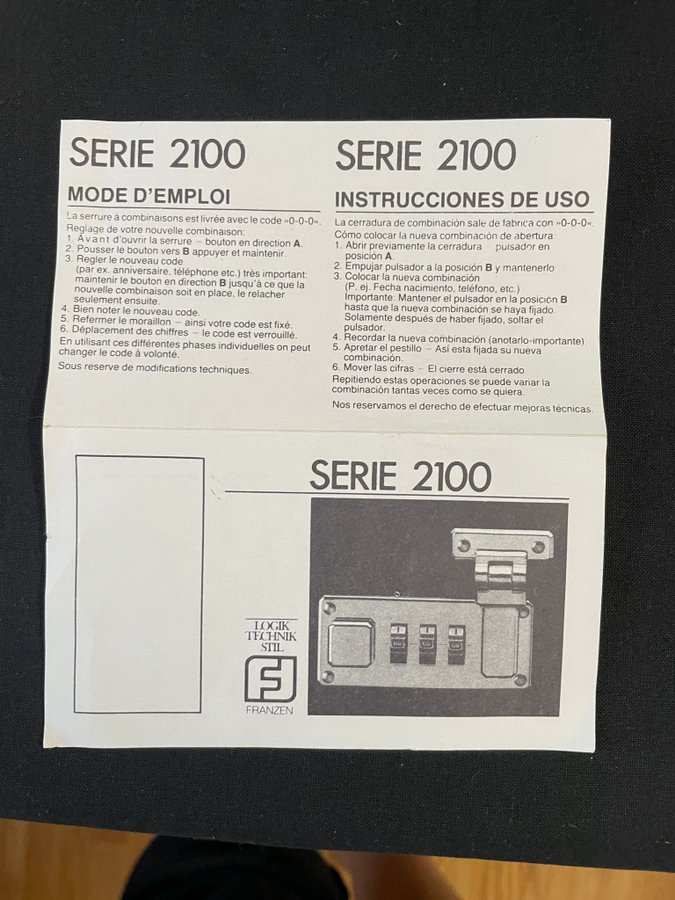 SERIE 2100
MODE D'EMPLOI
La serrure à combinaisons est livrée avec le code »0-0-0«.
Reglage de votre nouvelle combinaison:
1. Avant d'ouvrir la serrure – bouton en direction A.
2. Pousser le bouton vers B appuyer et maintenir.
3. Regler le nouveau code
(par ex. anniversaire, téléphone etc.) très important:
maintenir le bouton en direction B jusqu'à ce que la
nouvelle combinaison soit en place, le relacher
seulement ensuite.
4. Bien noter le nouveau code.
5. Refermer le moraillon – ainsi votre code est fixé.
6. Déplacement des chiffres – le code est verrouillé.
En utilisant ces différentes phases individuelles on peut
changer le code à volonté.
Sous reserve de modifications techniques.
SERIE 2100
INSTRUCCIONES DE USO
La cerradura de combinación sale de fabrica con »0-0-0«.
Cómo colocar la nueva combinación de abertura:
1. Abrir previamente la cerradura – pulsador en
posición A.
2. Empujar pulsador a la posición B y mantenerlo
3. Colocar la nueva combinación
(P. ej. Fecha nacimiento, teléfono, etc.)
Importante: Mantener el pulsador en la posición B
hasta que la nueva combinación se haya fijado.
Solamente después de haber fijado, soltar el
pulsador.
4. Recordar la nueva combinación (anotarlo-importante).
5. Apretar el pestillo – Así esta fijada su nueva
combinación.
6. Mover las cifras – El cierre está cerrado
Repitiendo estas operaciones se puede variar la
combinación tantas veces como se quiera.
Nos reservamos el derecho de efectuar mejoras técnicas.
SERIE 2100
LOGIK
TECHNIK
STIL
FRANZEN